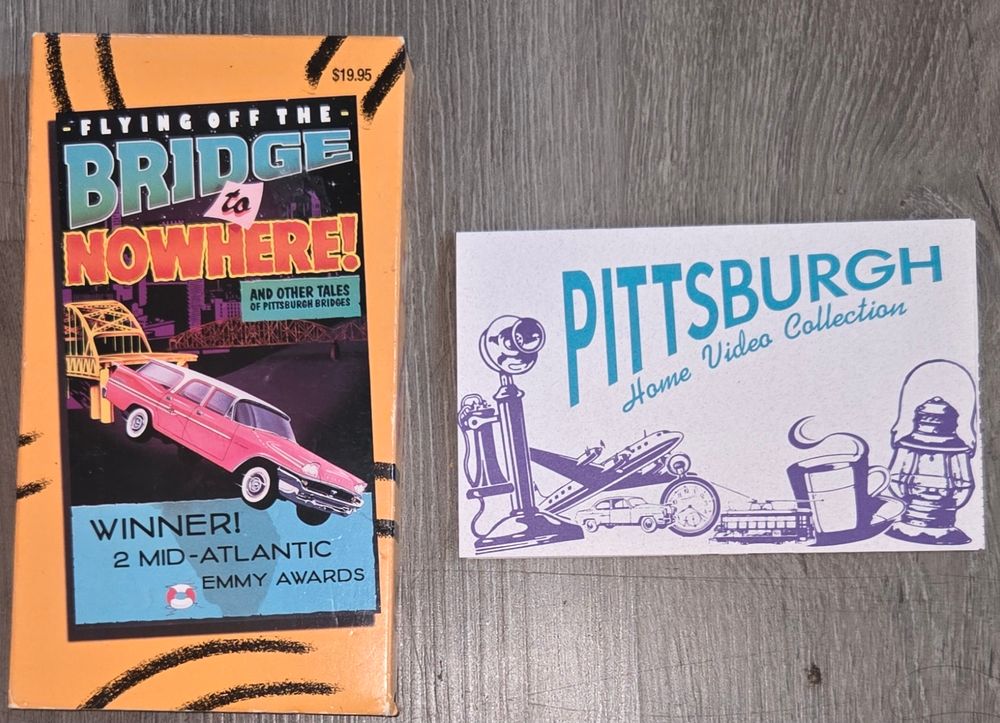 $19.95
FLYING OFF THE
BRIDGE
to
NOWHERE!
AND OTHER TALES
OF PITTSBURGH BRIDGES
WINNER!
2 MID-ATLANTIC
EMMY AWARDS
PITTSBURGH
Home Video Collection